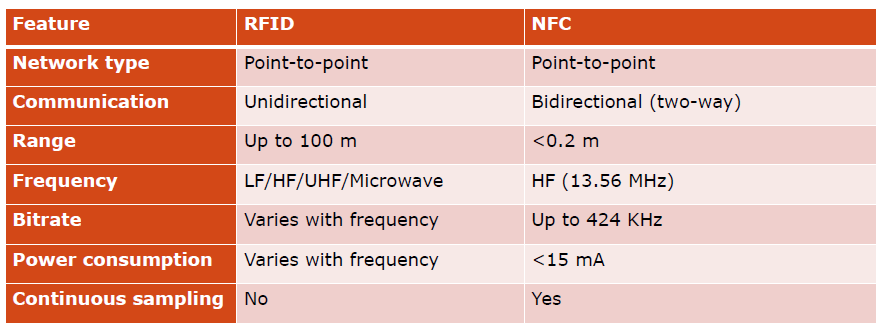 Feature RFID NFC
Network type Point-to-point Point-to-point
Communication Unidirectional Bidirectional (two-way)
Range Up to 100 m <0.2 m
Frequency LF/HF/UHF/Microwave HF (13.56 MHz)
Bitrate Varies with frequency Up to 424 KHz
Power consumption Varies with frequency <15 mA
Continuous sampling No Yes